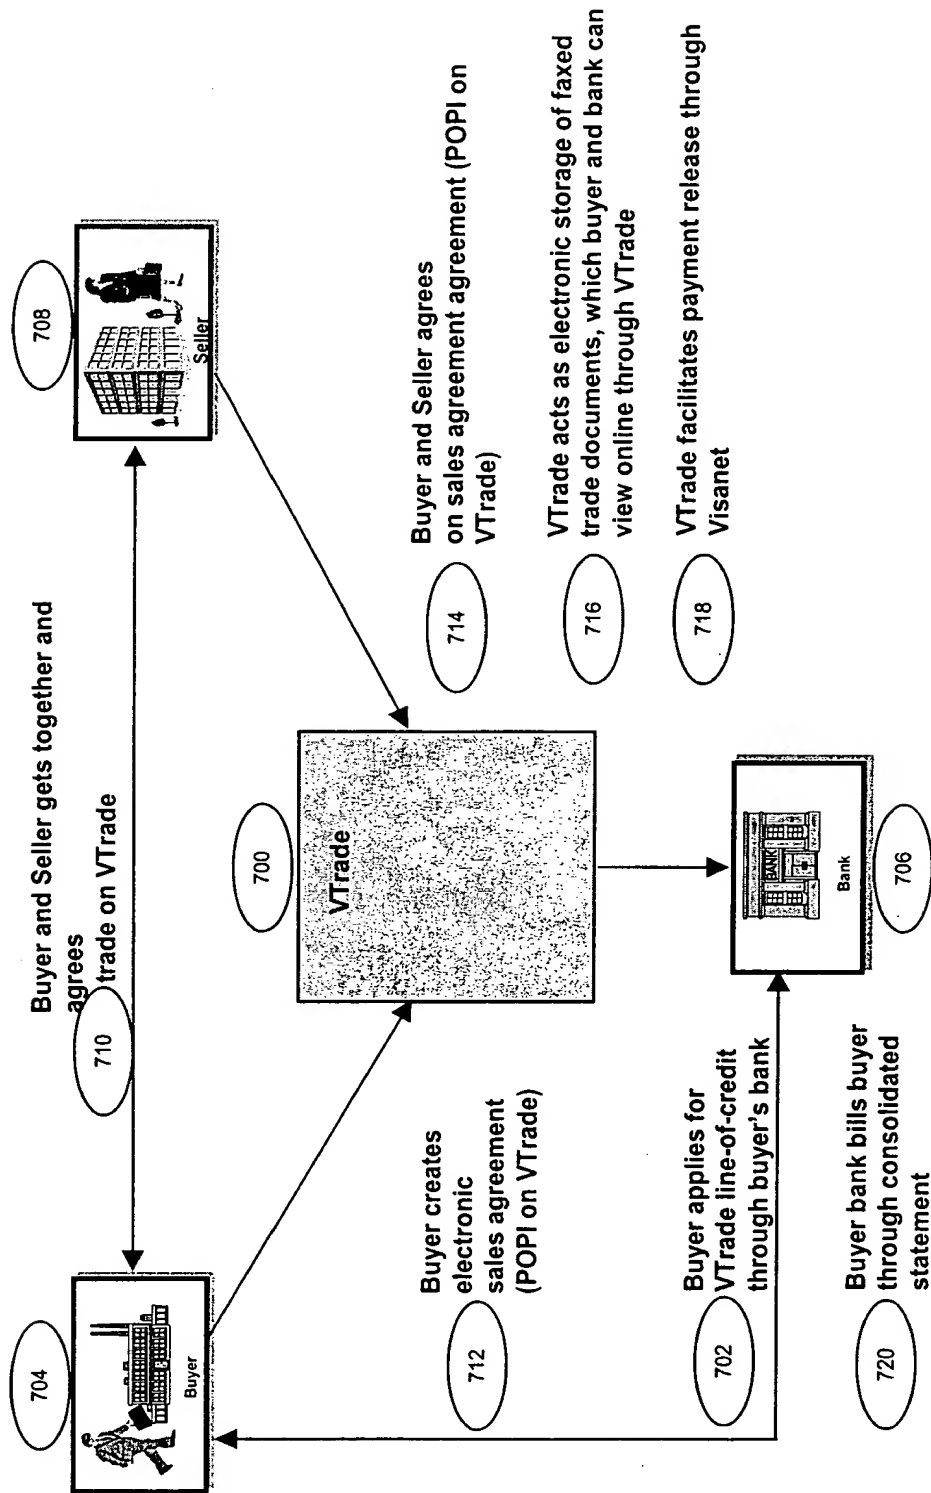 704
Buyer
Buyer and Seller gets together and
agrees
trade on VTrade
710
708
Seller
700
VTrade
712
Buyer creates
electronic
sales agreement
(POPI on VTrade)
714
Buyer and Seller agrees
on sales agreement agreement (POPI on
VTrade)
716
VTrade acts as electronic storage of faxed
trade documents, which buyer and bank can
view online through VTrade
718
VTrade facilitates payment release through
Visanet
702
Buyer applies for
VTrade line-of-credit
through buyer's bank
720
Buyer bank bills buyer
through consolidated
statement
BANK
Bank
706